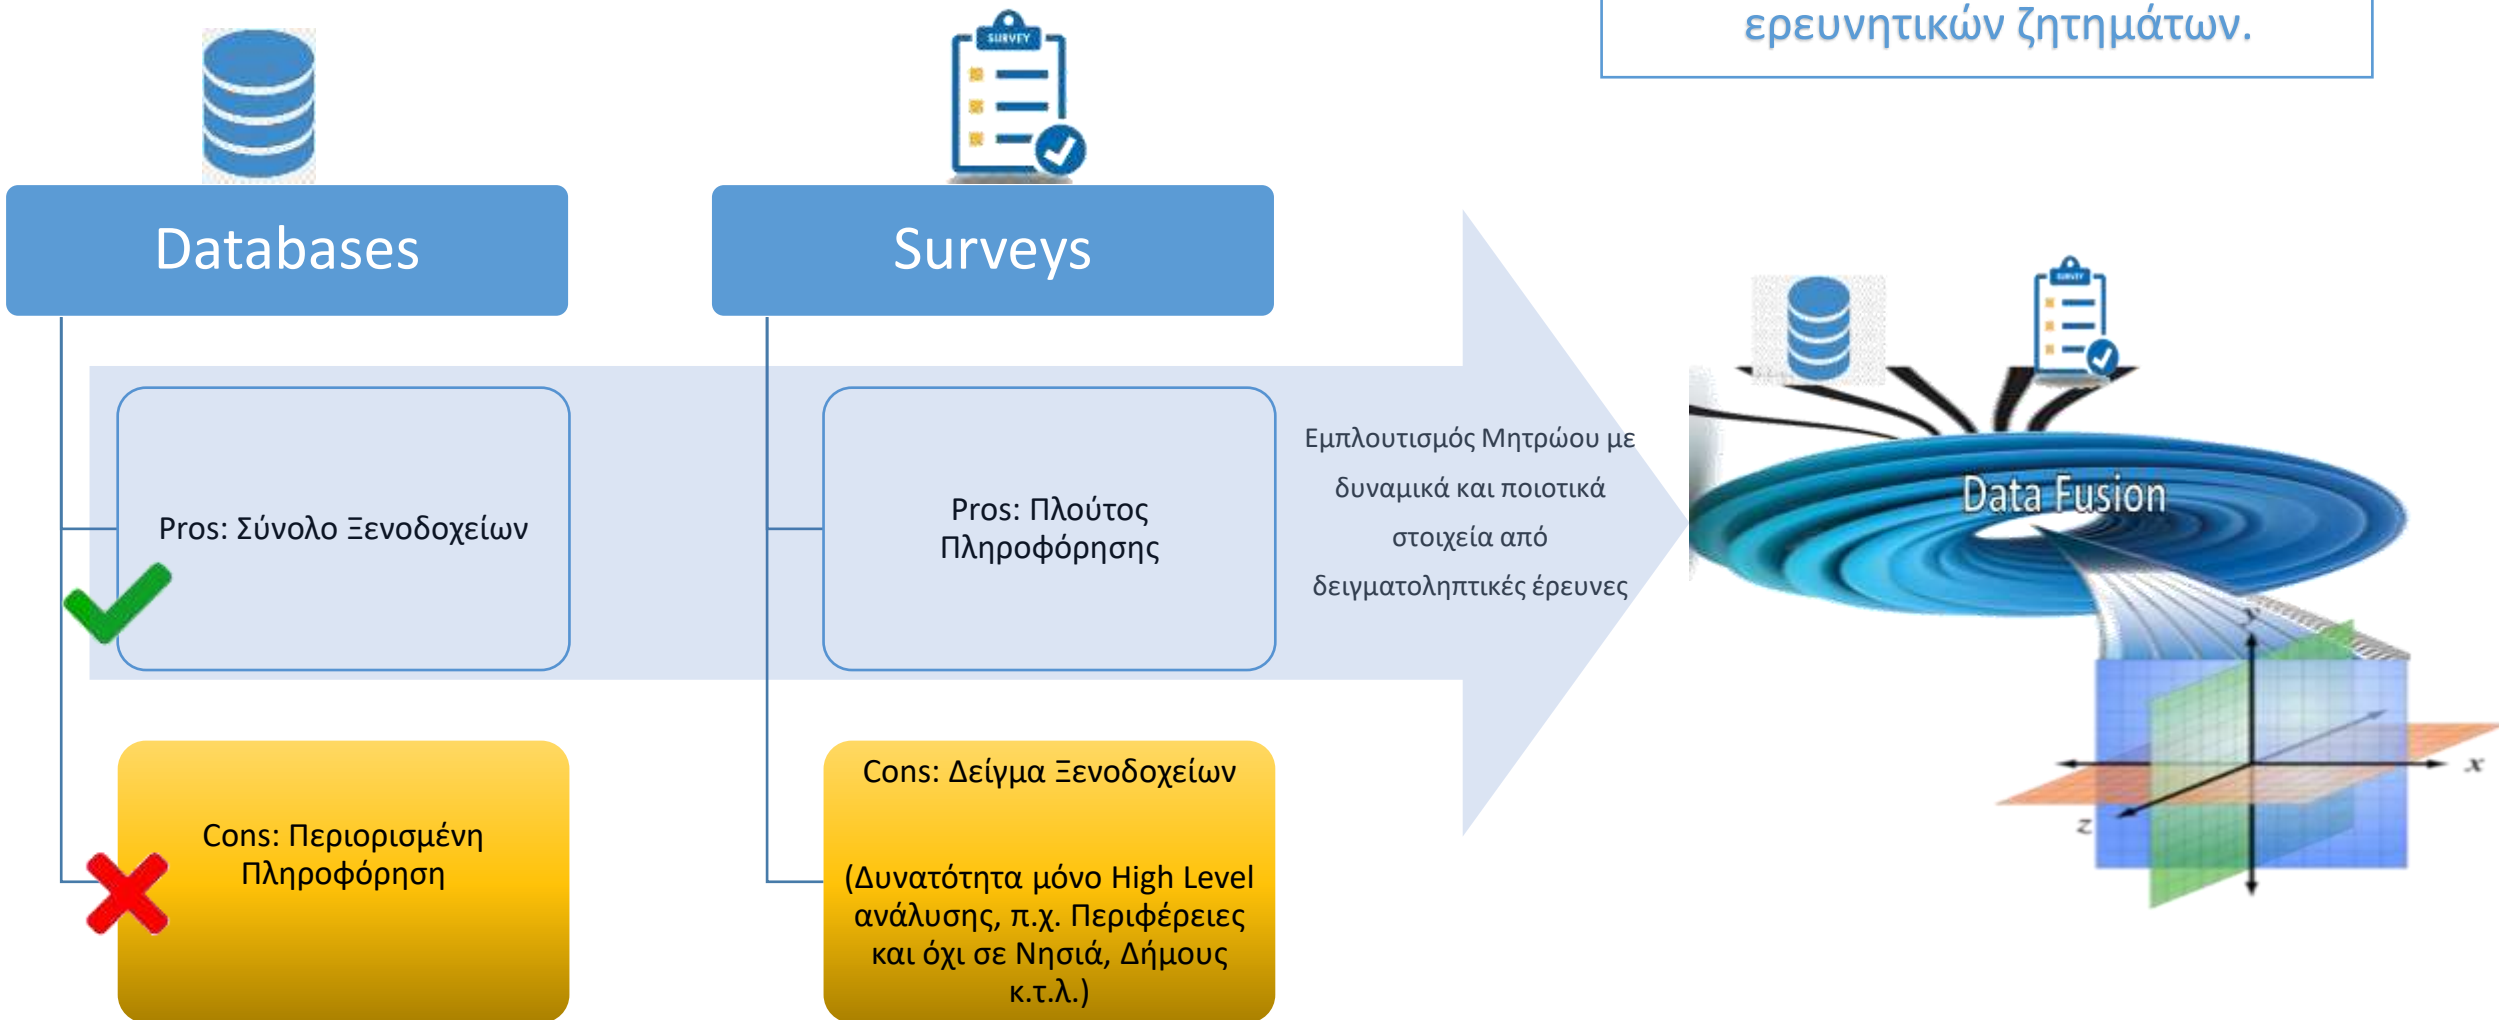 ερευνητικών ζητημάτων.
SURVEY
Databases
Surveys
SURVEY
Pros: Σύνολο Ξενοδοχείων
Pros: Πλούτος
Πληροφόρησης
Εμπλουτισμός Μητρώου με
δυναμικά και ποιοτικά
στοιχεία από
δειγματοληπτικές έρευνες
Data Fusion
Cons: Περιορισμένη
Πληροφόρηση
Cons: Δείγμα Ξενοδοχείων
(Δυνατότητα μόνο High Level
ανάλυσης, π.χ. Περιφέρειες
και όχι σε Νησιά, Δήμους
κ.τ.λ.)
y
x
z